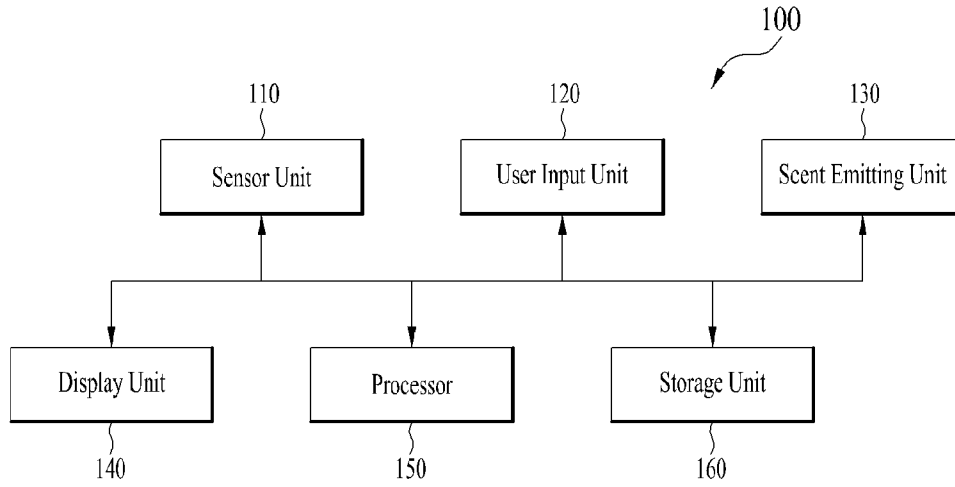 100
110
120
130
Sensor Unit
User Input Unit
Scent Emitting Unit
Display Unit
Processor
Storage Unit
140
150
160